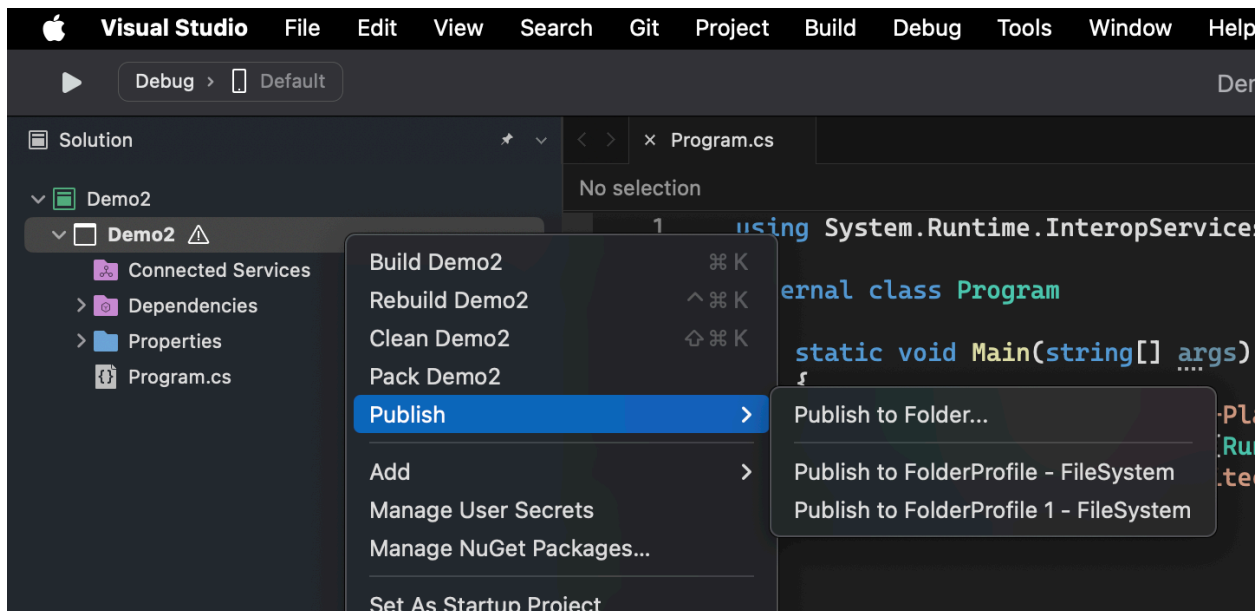 Visual Studio File Edit View Search Git Project Build Debug Tools Window Help
Debug > Default
Solution
Program.cs
No selection
Demo2
Demo2
Connected Services
Dependencies
Properties
Program.cs
1 using System.Runtime.InteropServices
ernal class Program
static void Main(string[] args)
{
Build Demo2 ⌘ K
Rebuild Demo2 ^ ⌘ K
Clean Demo2 ⇧ ⌘ K
Pack Demo2
Publish >
Add >
Manage User Secrets
Manage NuGet Packages...
Set As Startup Project
Publish to Folder...
Publish to FolderProfile - FileSystem
Publish to FolderProfile 1 - FileSystem